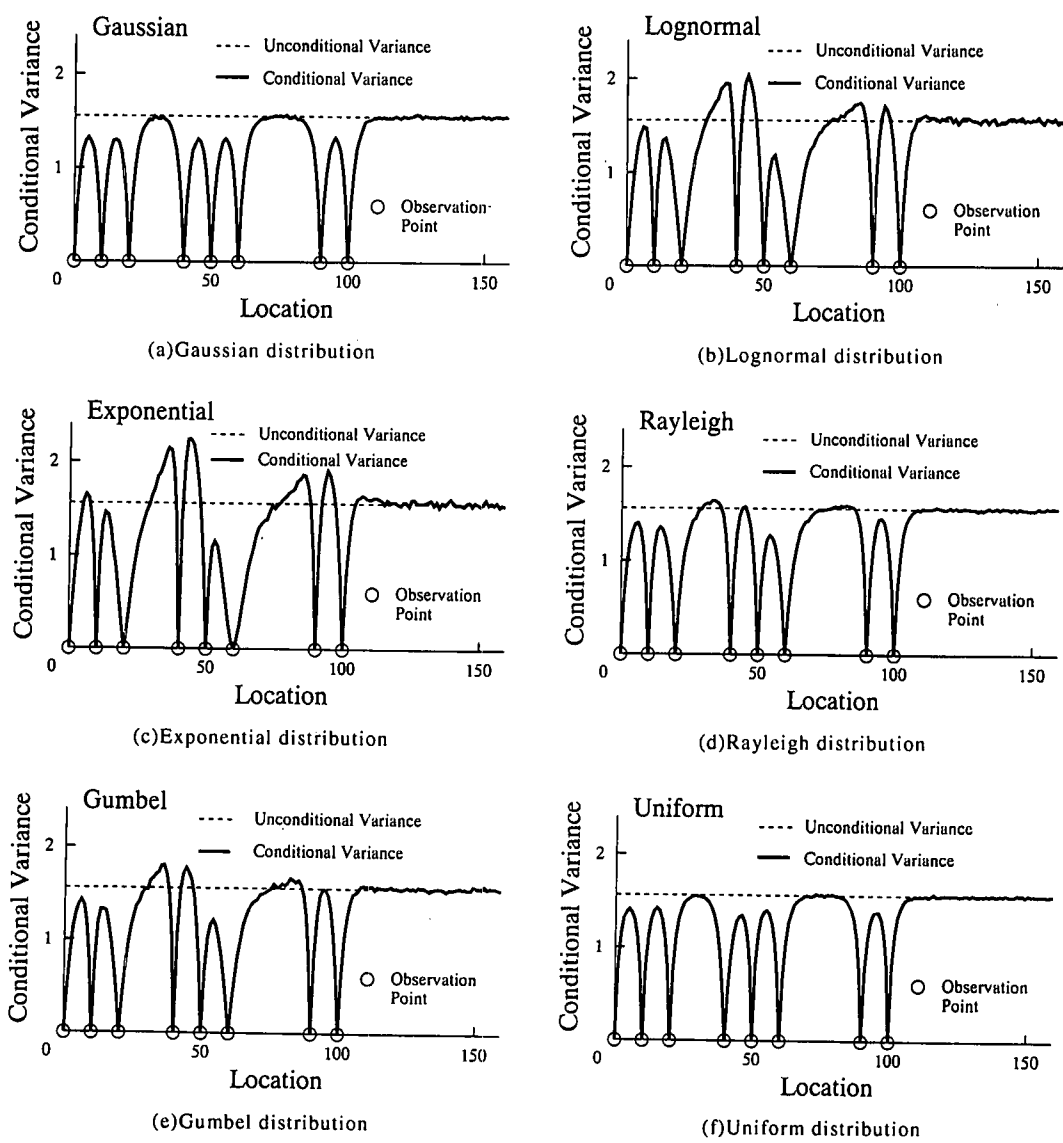 Gaussian
Unconditional Variance
Conditional Variance
Conditional Variance
2
1
Observation
Point
0
50
100
150
Location
(a)Gaussian distribution
Lognormal
Unconditional Variance
Conditional Variance
Conditional Variance
2
1
Observation
Point
0
50
100
150
Location
(b)Lognormal distribution
Exponential
Unconditional Variance
Conditional Variance
Conditional Variance
2
1
Observation
Point
0
50
100
150
Location
(c)Exponential distribution
Rayleigh
Unconditional Variance
Conditional Variance
Conditional Variance
2
1
Observation
Point
0
50
100
150
Location
(d)Rayleigh distribution
Gumbel
Unconditional Variance
Conditional Variance
Conditional Variance
2
1
Observation
Point
0
50
100
150
Location
(e)Gumbel distribution
Uniform
Unconditional Variance
Conditional Variance
Conditional Variance
2
1
Observation
Point
0
50
100
150
Location
(f)Uniform distribution